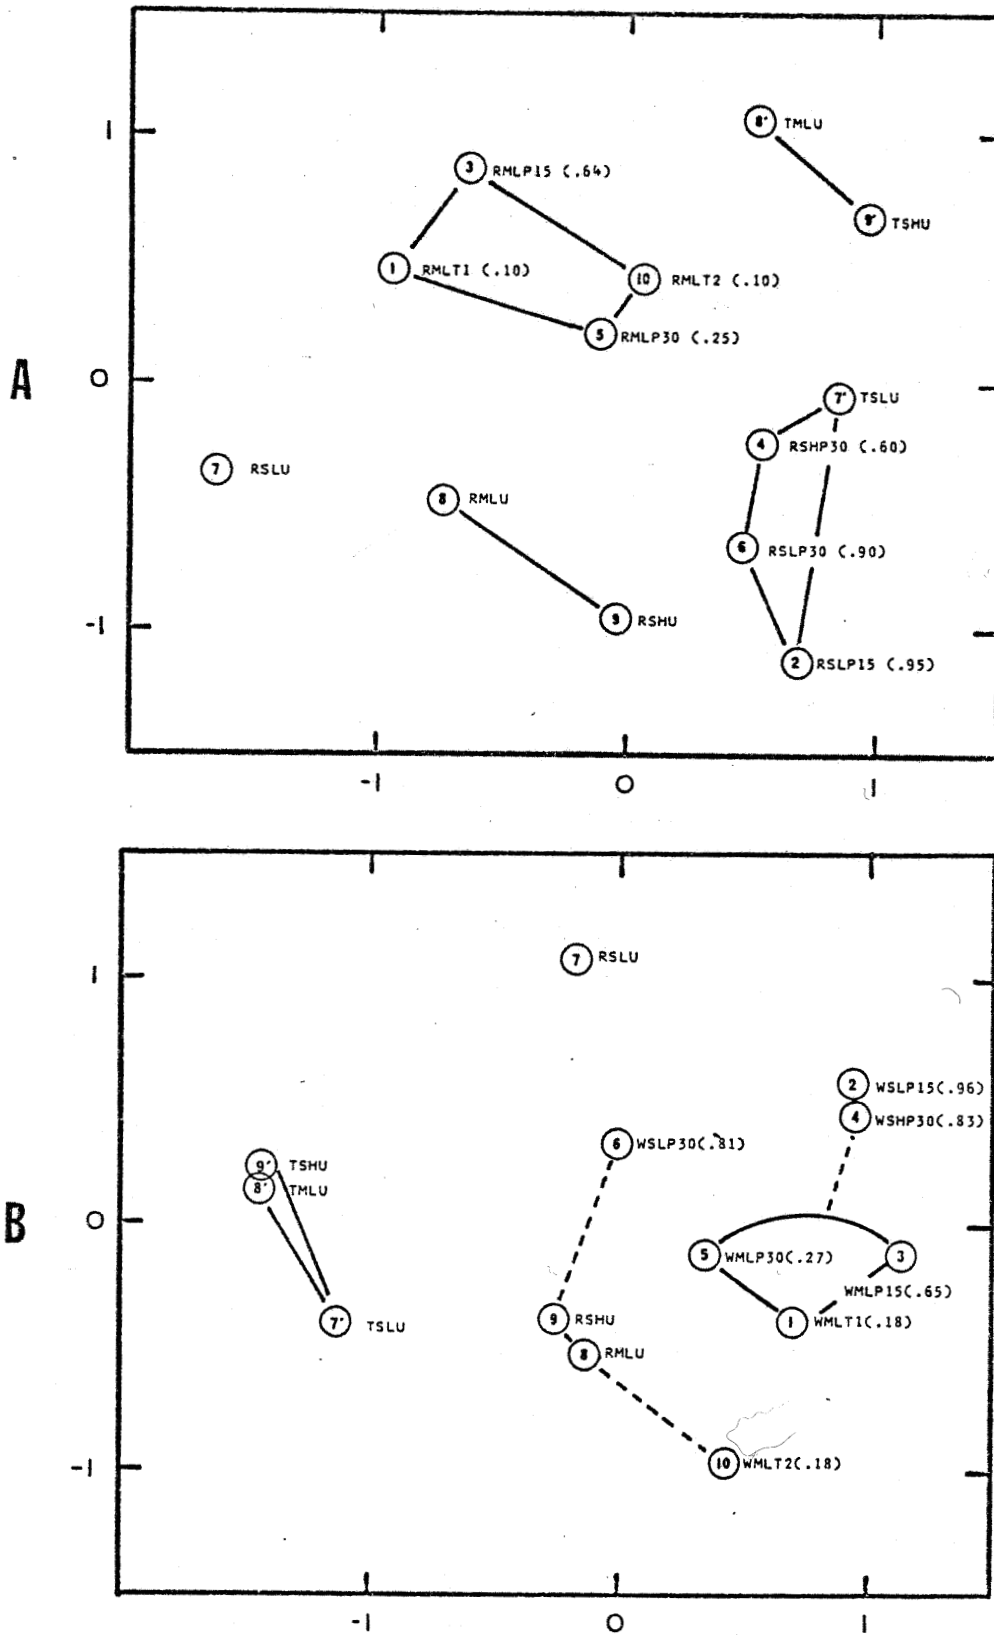 8' TMLU
1
3 RMLP15 (.64)
9' TSHU
1 RMLT1 (.10)
10 RMLT2 (.10)
5 RMLP30 (.25)
A
0
7' TSLU
4 RSHP30 (.60)
7 RSLU
8 RMLU
6 RSLP30 (.90)
9 RSHU
-1
2 RSLP15 (.95)
-1 0 1
7 RSLU
1
2 WSLP15(.96)
4 WSHP30(.83)
6 WSLP30(.81)
9' TSHU
8' TMLU
B
0
5 WMLP30(.27)
3
WMLP15(.65)
7' TSLU
9 RSHU
1 WMLT1(.18)
8 RMLU
-1
10 WMLT2(.18)
-1 0 1